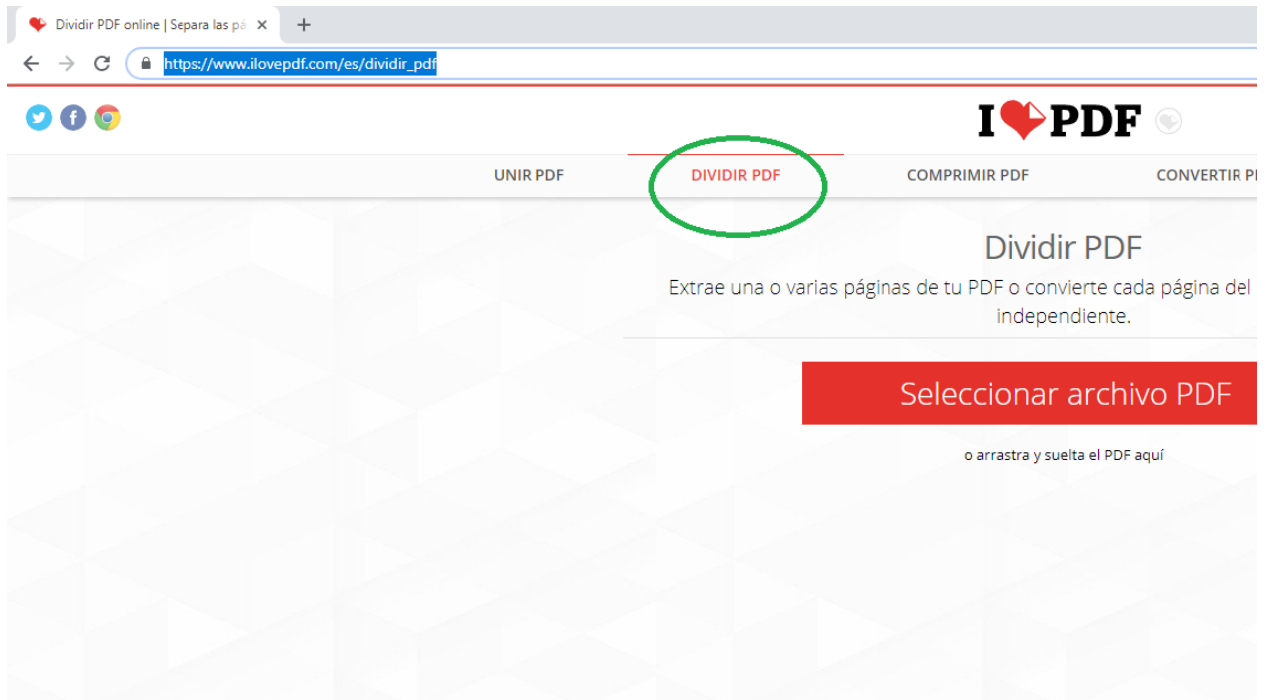 Dividir PDF online | Separa las pá
https://www.ilovepdf.com/es/dividir_pdf
I PDF
UNIR PDF DIVIDIR PDF COMPRIMIR PDF CONVERTIR
Dividir PDF
Extrae una o varias páginas de tu PDF o convierte cada página del
independiente.
Seleccionar archivo PDF
o arrastra y suelta el PDF aquí